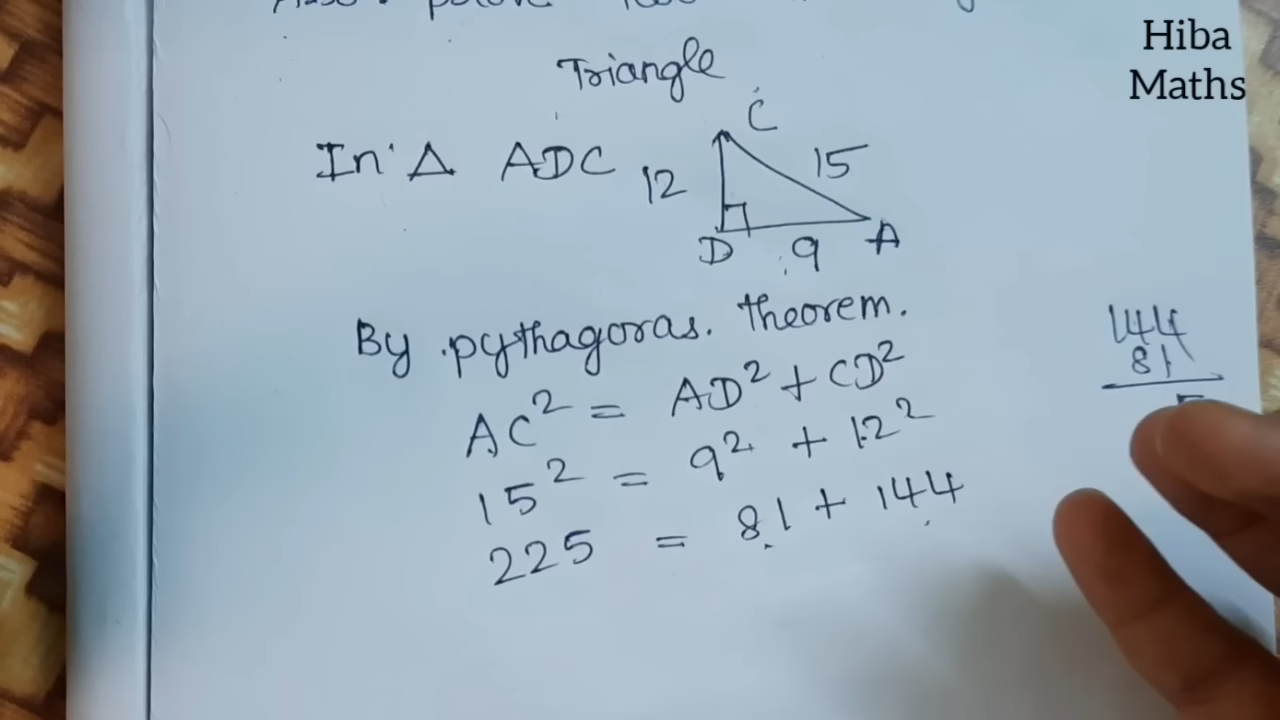 Hiba
Maths
Triangle
In Δ ADC
C
12
15
D
9
A
By pythagoras. theorem.
AC² = AD² + CD²
15² = 9² + 12²
225 = 81 + 144
144
81